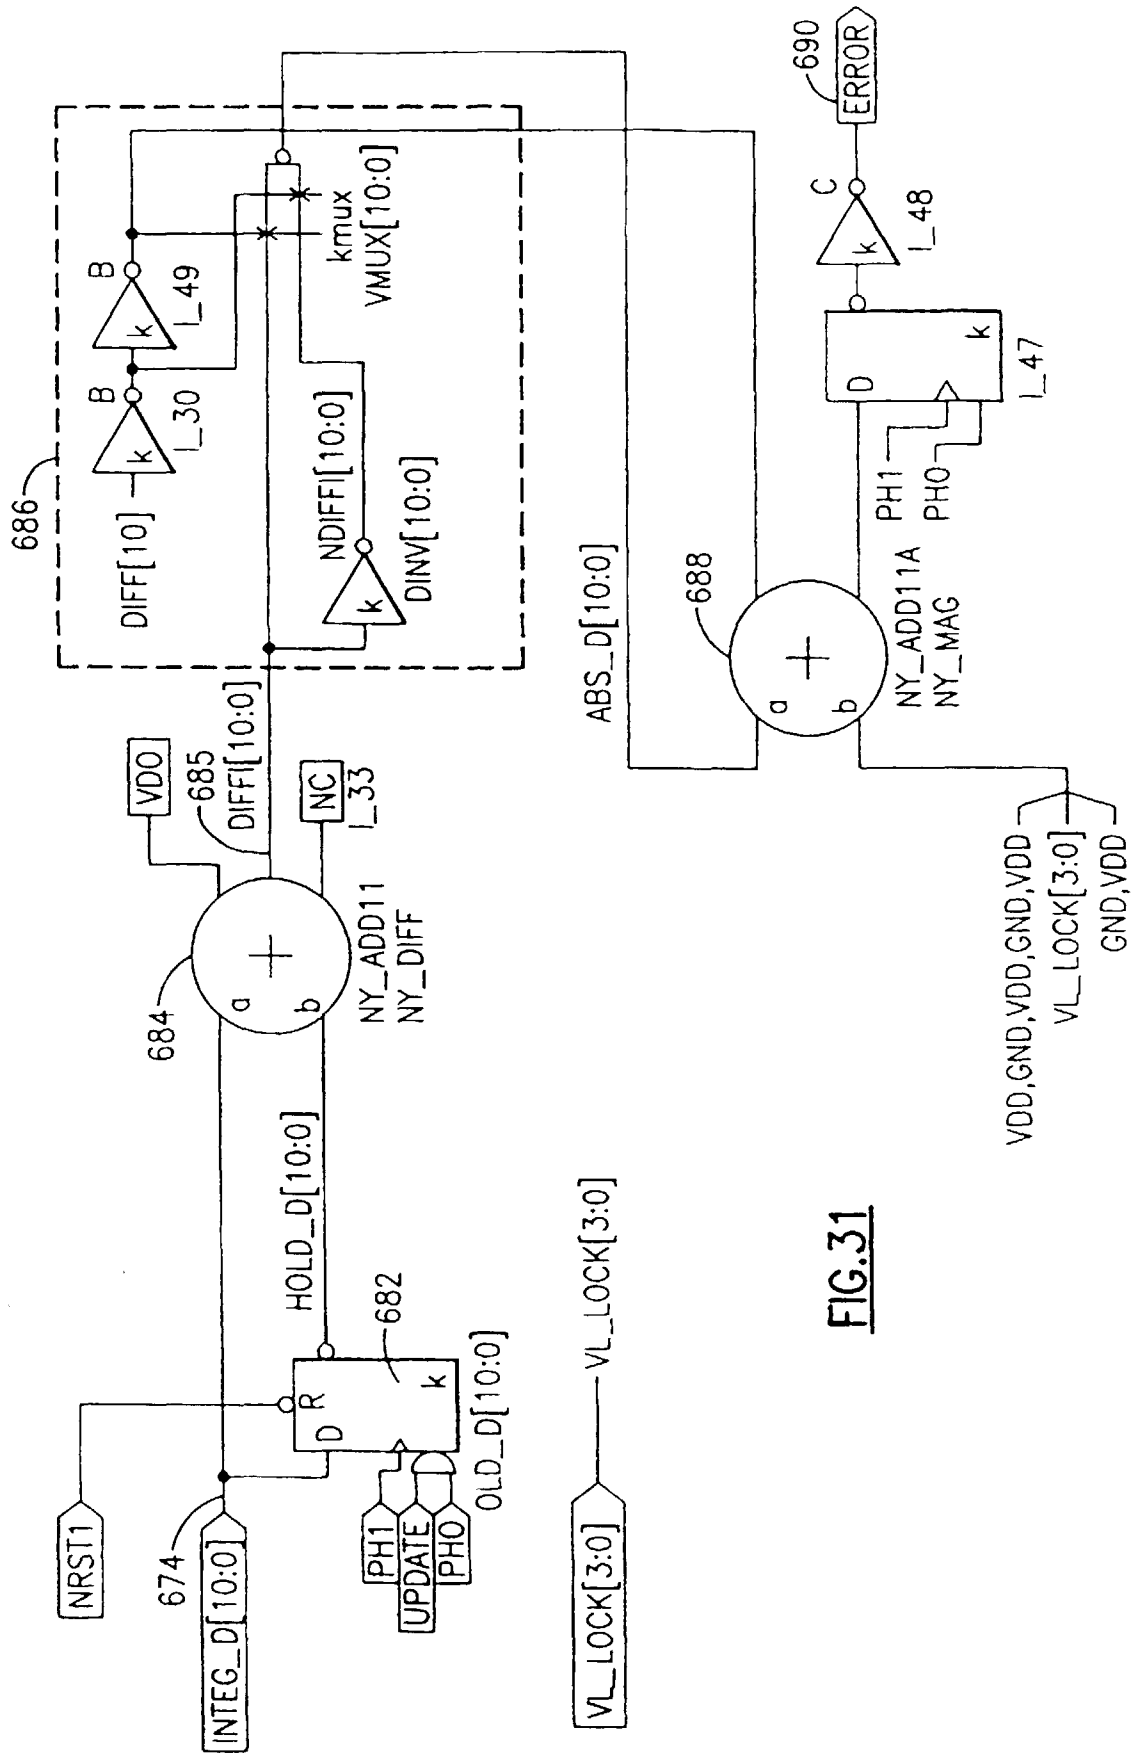 NRST1
674
INTEG_D[10:0]
D
R
k
682
PH1
UPDATE
PH0
OLD_D[10:0]
HOLD_D[10:0]
684
a
b
NY_ADD11
NY_DIFF
VDO
685
DIFFI[10:0]
NC
I_33
686
DIFF[10]
k
B
I_30
k
B
I_49
NDIFFI[10:0]
k
DINV[10:0]
kmux
VMUX[10:0]
VL_LOCK[3:0]
VL_LOCK[3:0]
ABS_D[10:0]
688
a
b
NY_ADD11A
NY_MAG
VDD,GND,VDD,GND,VDD
VL_LOCK[3:0]
GND,VDD
PH1
PH0
D
k
I_47
k
C
I_48
690
ERROR
FIG.31